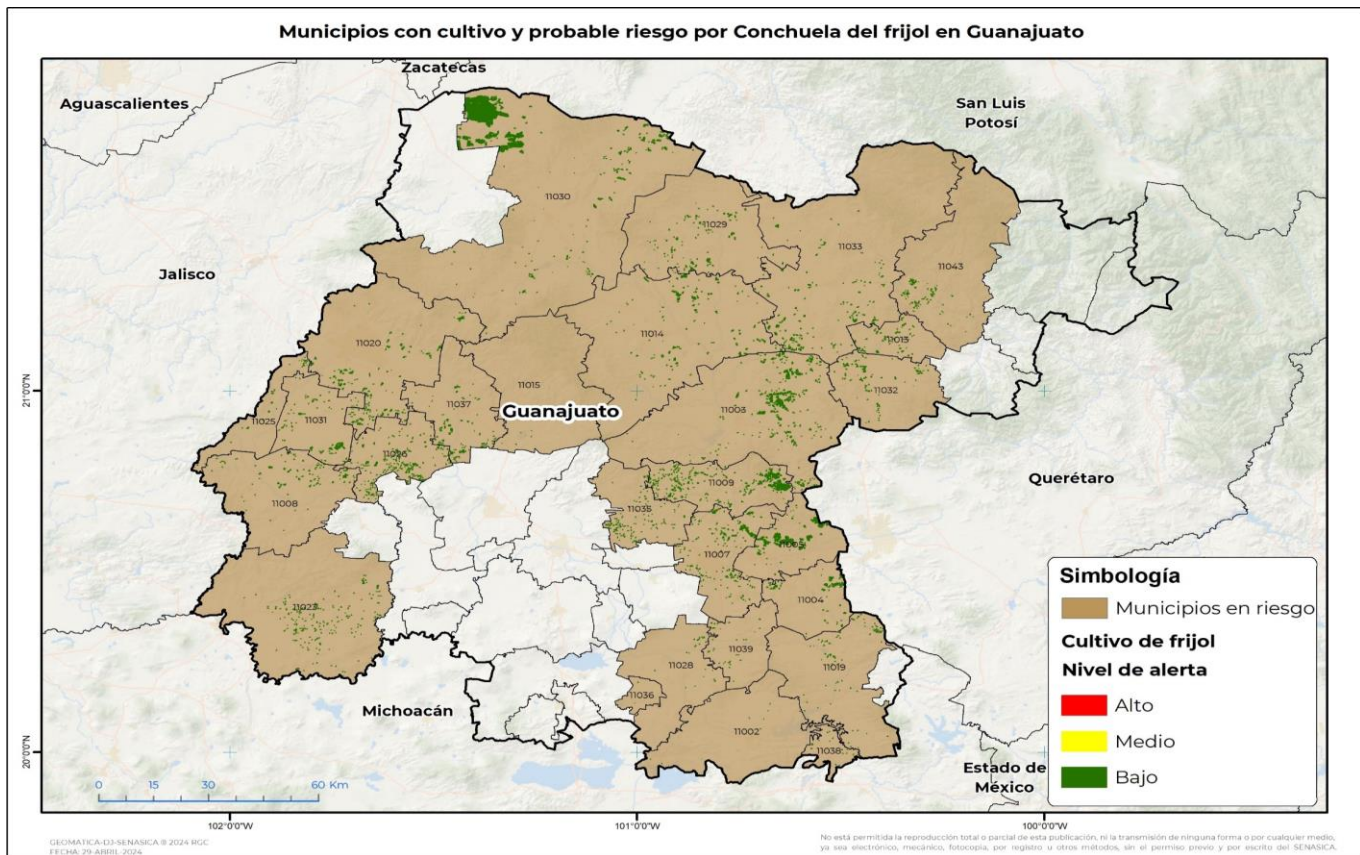 Municipios con cultivo y probable riesgo por Conchuela del frijol en Guanajuato
Zacatecas
Aguascalientes
San Luis
Potosí
11030
11029
11033
11043
Jalisco
11014
11020
11013
11015
11032
21°0'0"N
11037
11003
Guanajuato
11025
11031
11026
Querétaro
11009
11008
11035
11005
11007
11004
11023
11039
11028
11019
11036
Michoacán
11002
11038
20°0'0"N
Estado de
México
Simbología
Municipios en riesgo
Cultivo de frijol
Nivel de alerta
Alto
Medio
Bajo
0 15 30 60 Km
102°0'0"W
101°0'0"W
100°0'0"W
GEOMATICA-DJ-SENASICA ® 2024 RGC
FECHA: 29-ABRIL-2024
No está permitida la reproducción total o parcial de esta publicación, ni la transmisión de ninguna forma o por cualquier medio,
ya sea electrónico, mecánico, fotocopia, por registro u otros métodos, sin el permiso previo y por escrito del SENASICA.